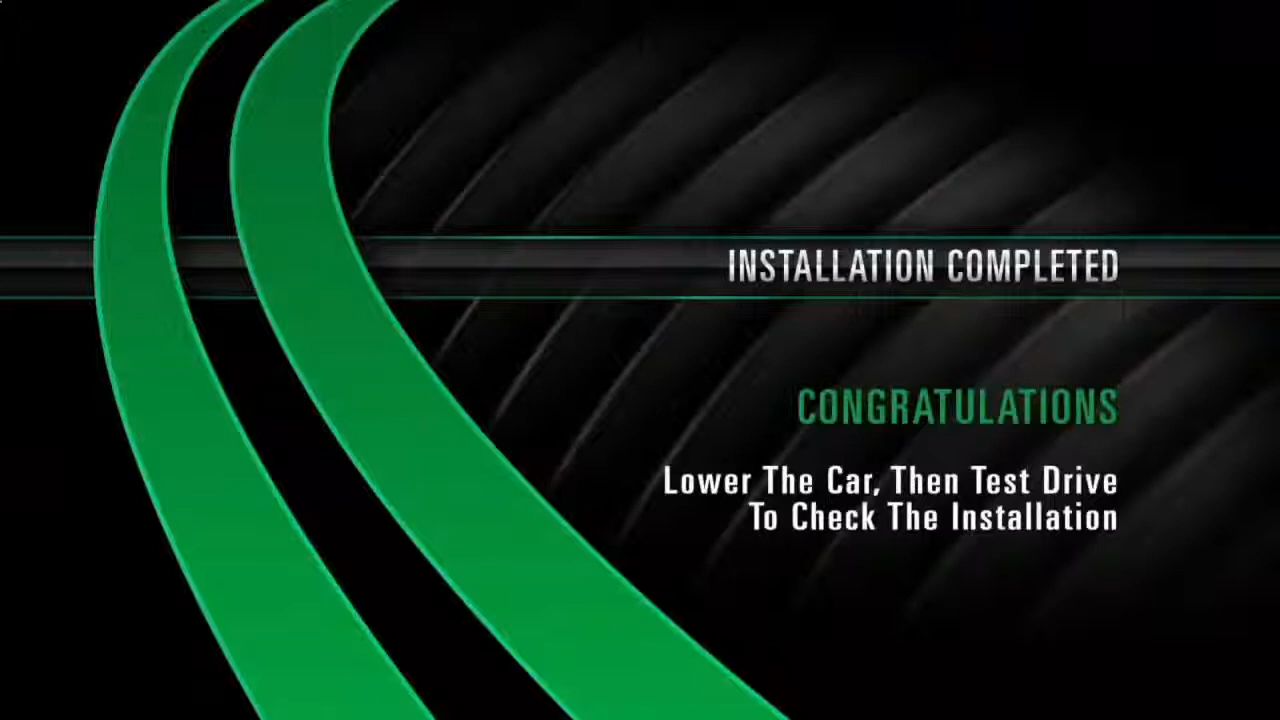 INSTALLATION COMPLETED
CONGRATULATIONS
Lower The Car, Then Test Drive
To Check The Installation